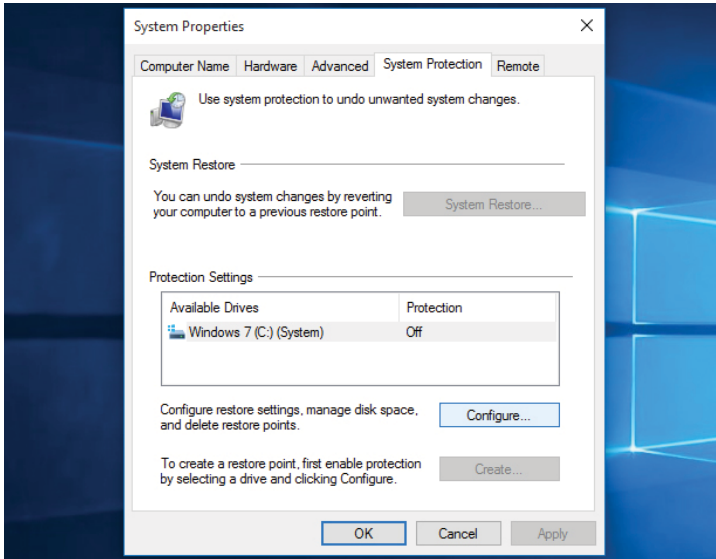 System Properties
Computer Name Hardware Advanced System Protection Remote
Use system protection to undo unwanted system changes.
System Restore
You can undo system changes by reverting
your computer to a previous restore point.
System Restore...
Protection Settings
Available Drives Protection
Windows 7 (C:) (System) Off
Configure restore settings, manage disk space,
and delete restore points.
Configure...
To create a restore point, first enable protection
by selecting a drive and clicking Configure.
Create...
OK Cancel Apply